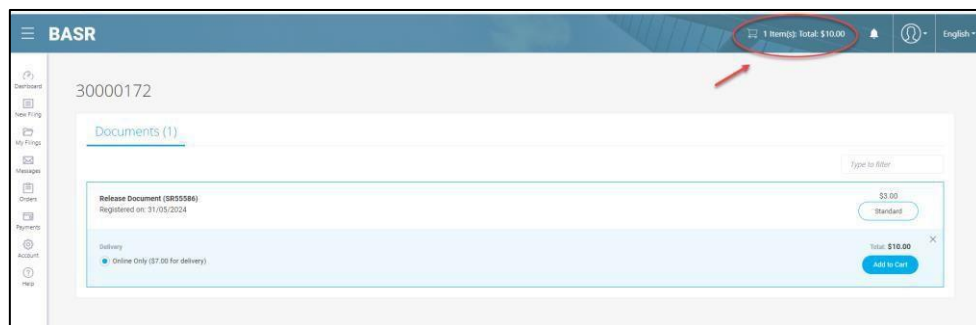 BASR
1 Item(s): Total: $10.00
English
Dashboard
New Filing
My Filings
Messages
Orders
Payments
Account
Help
30000172
Documents (1)
Type to filter
Release Document (SR55586)
Registered on: 31/05/2024
$3.00
Standard
Delivery
Online Only ($7.00 for delivery)
Total: $10.00
Add to Cart